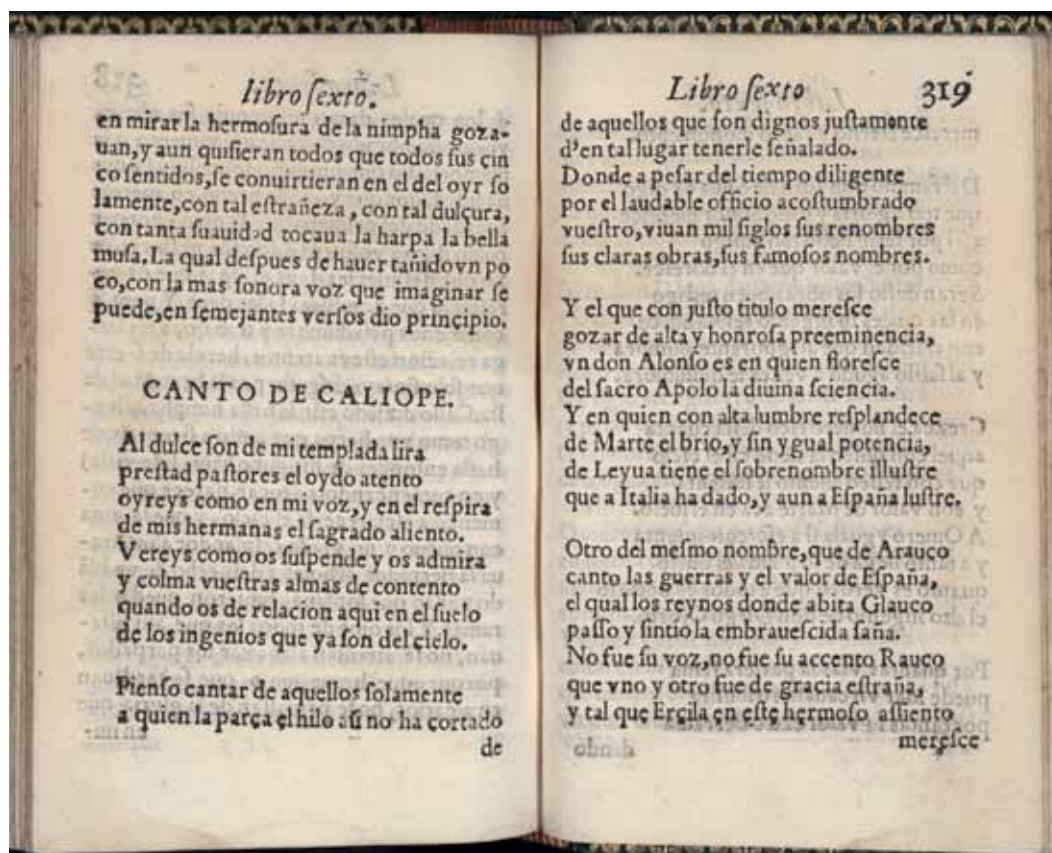 libro ſexto.
en mirar la hermoſura de la nimpha goza-
uan, y aun quiſieran todos que todos ſus çin
co ſentidos, ſe conuirtieran en el del oyr ſo
lamente, con tal eſtrañeza, con tal dulçura,
con tanta ſuauidad tocaua la harpa la bella
muſa. La qual deſpues de hauer tañido vn po
co, con la mas ſonora voz que imaginar ſe
puede, en ſemejantes verſos dio prinçipio.
CANTO DE CALIOPE.
Al dulce ſon de mi templada lira
preſtad paſtores el oydo atento
oyreys como en mi voz, y en el reſpira
de mis hermanas el ſagrado aliento.
Vereys como os ſuſpende y os admira
y colma vueſtras almas de contento
quando os de relacion aqui en el ſuelo
de los ingenios que ya ſon del çielo.
Pienſo cantar de aquellos ſolamente
a quien la parça el hilo aũ no ha cortado
de
Libro ſexto 319
de aquellos que ſon dignos juſtamente
d'en tal lugar tenerle ſeñalado.
Donde a peſar del tiempo diligente
por el laudable officio acoſtumbrado
vueſtro, viuan mil ſiglos ſus renombres
ſus claras obras, ſus famoſos nombres.
Y el que con juſto titulo mereſce
gozar de alta y honroſa preeminencia,
vn don Alonſo es en quien floreſce
del ſacro Apolo la diuina ſciencia.
Y en quien con alta lumbre reſplandece
de Marte el brio, y ſin ygual potencia,
de Leyua tiene el ſobrenombre illuſtre
que a Italia ha dado, y aun a Eſpaña luſtre.
Otro del meſmo nombre, que de Arauco
canto las guerras y el valor de Eſpaña,
el qual los reynos donde abita Glauco
paſſo y ſintio la embraueſcida ſaña.
No fue ſu voz, no fue ſu accento Rauco
que vno y otro fue de gracia eſtraña,
y tal que Erçila en eſte hermoſo aſſiento
mereſce